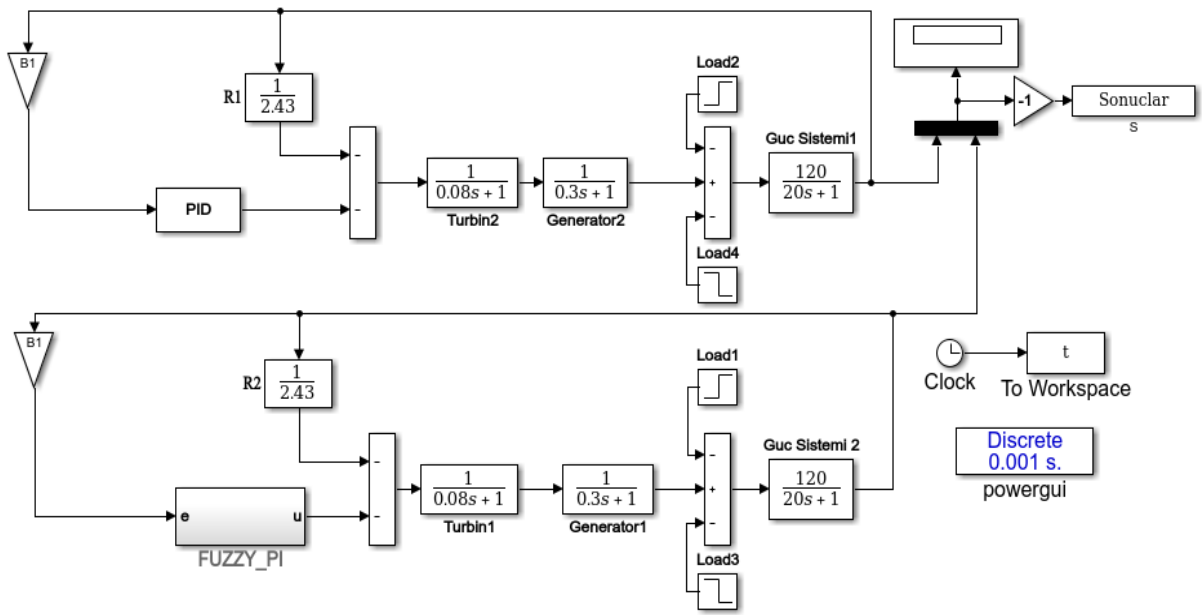 B1
R1
1
2.43
PID
-
-
1
0.08s + 1
Turbin2
1
0.3s + 1
Generator2
Load2
-
+
-
Load4
Guc Sistemi1
120
20s + 1
-1
Sonuclar
s
B1
R2
1
2.43
e
u
FUZZY_PI
-
-
1
0.08s + 1
Turbin1
1
0.3s + 1
Generator1
Load1
-
+
-
Load3
Guc Sistemi 2
120
20s + 1
Clock
t
To Workspace
Discrete
0.001 s.
powergui